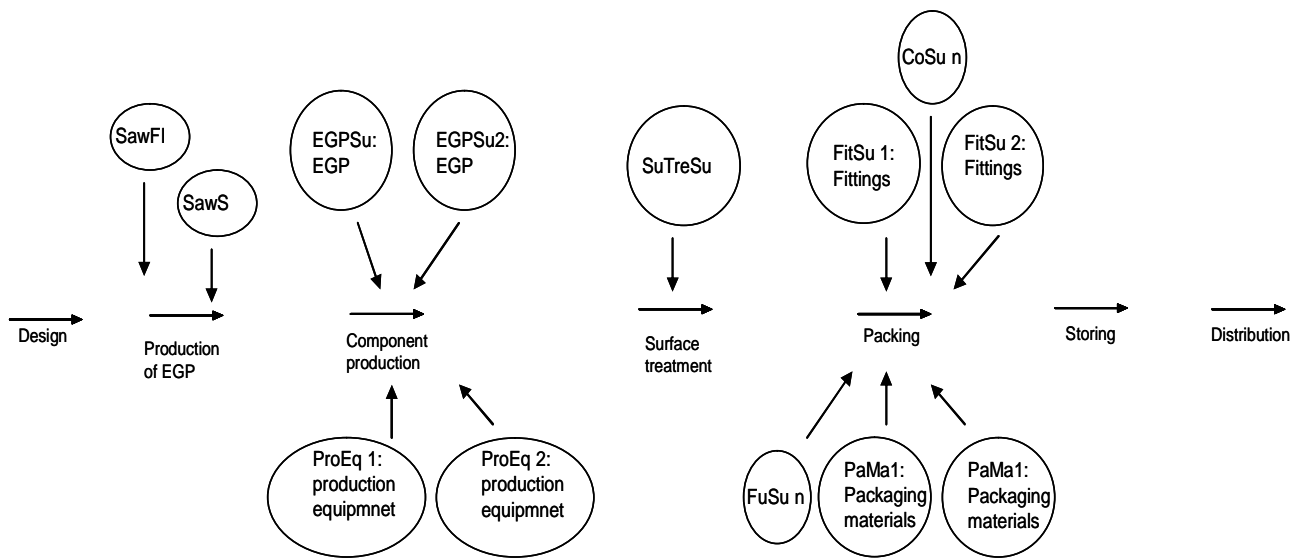 CoSu n
SawFI
SawS
EGPSu:
EGP
EGPSu2:
EGP
SuTreSu
FitSu 1:
Fittings
FitSu 2:
Fittings
Design
Production
of EGP
Component
production
Surface
treatment
Packing
Storing
Distribution
ProEq 1:
production
equipmnet
ProEq 2:
production
equipmnet
FuSu n
PaMa1:
Packaging
materials
PaMa1:
Packaging
materials